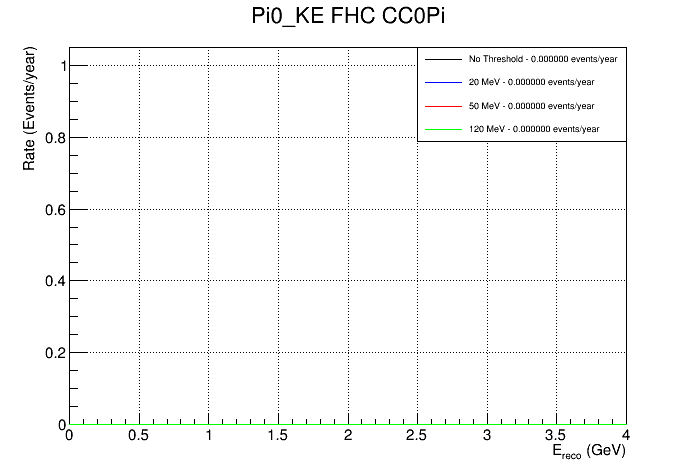 Pi0_KE FHC CC0Pi
Rate (Events/year)
1
0.8
0.6
0.4
0.2
0
No Threshold - 0.000000 events/year
20 MeV - 0.000000 events/year
50 MeV - 0.000000 events/year
120 MeV - 0.000000 events/year
0 0.5 1 1.5 2 2.5 3 3.5 4
E_reco (GeV)